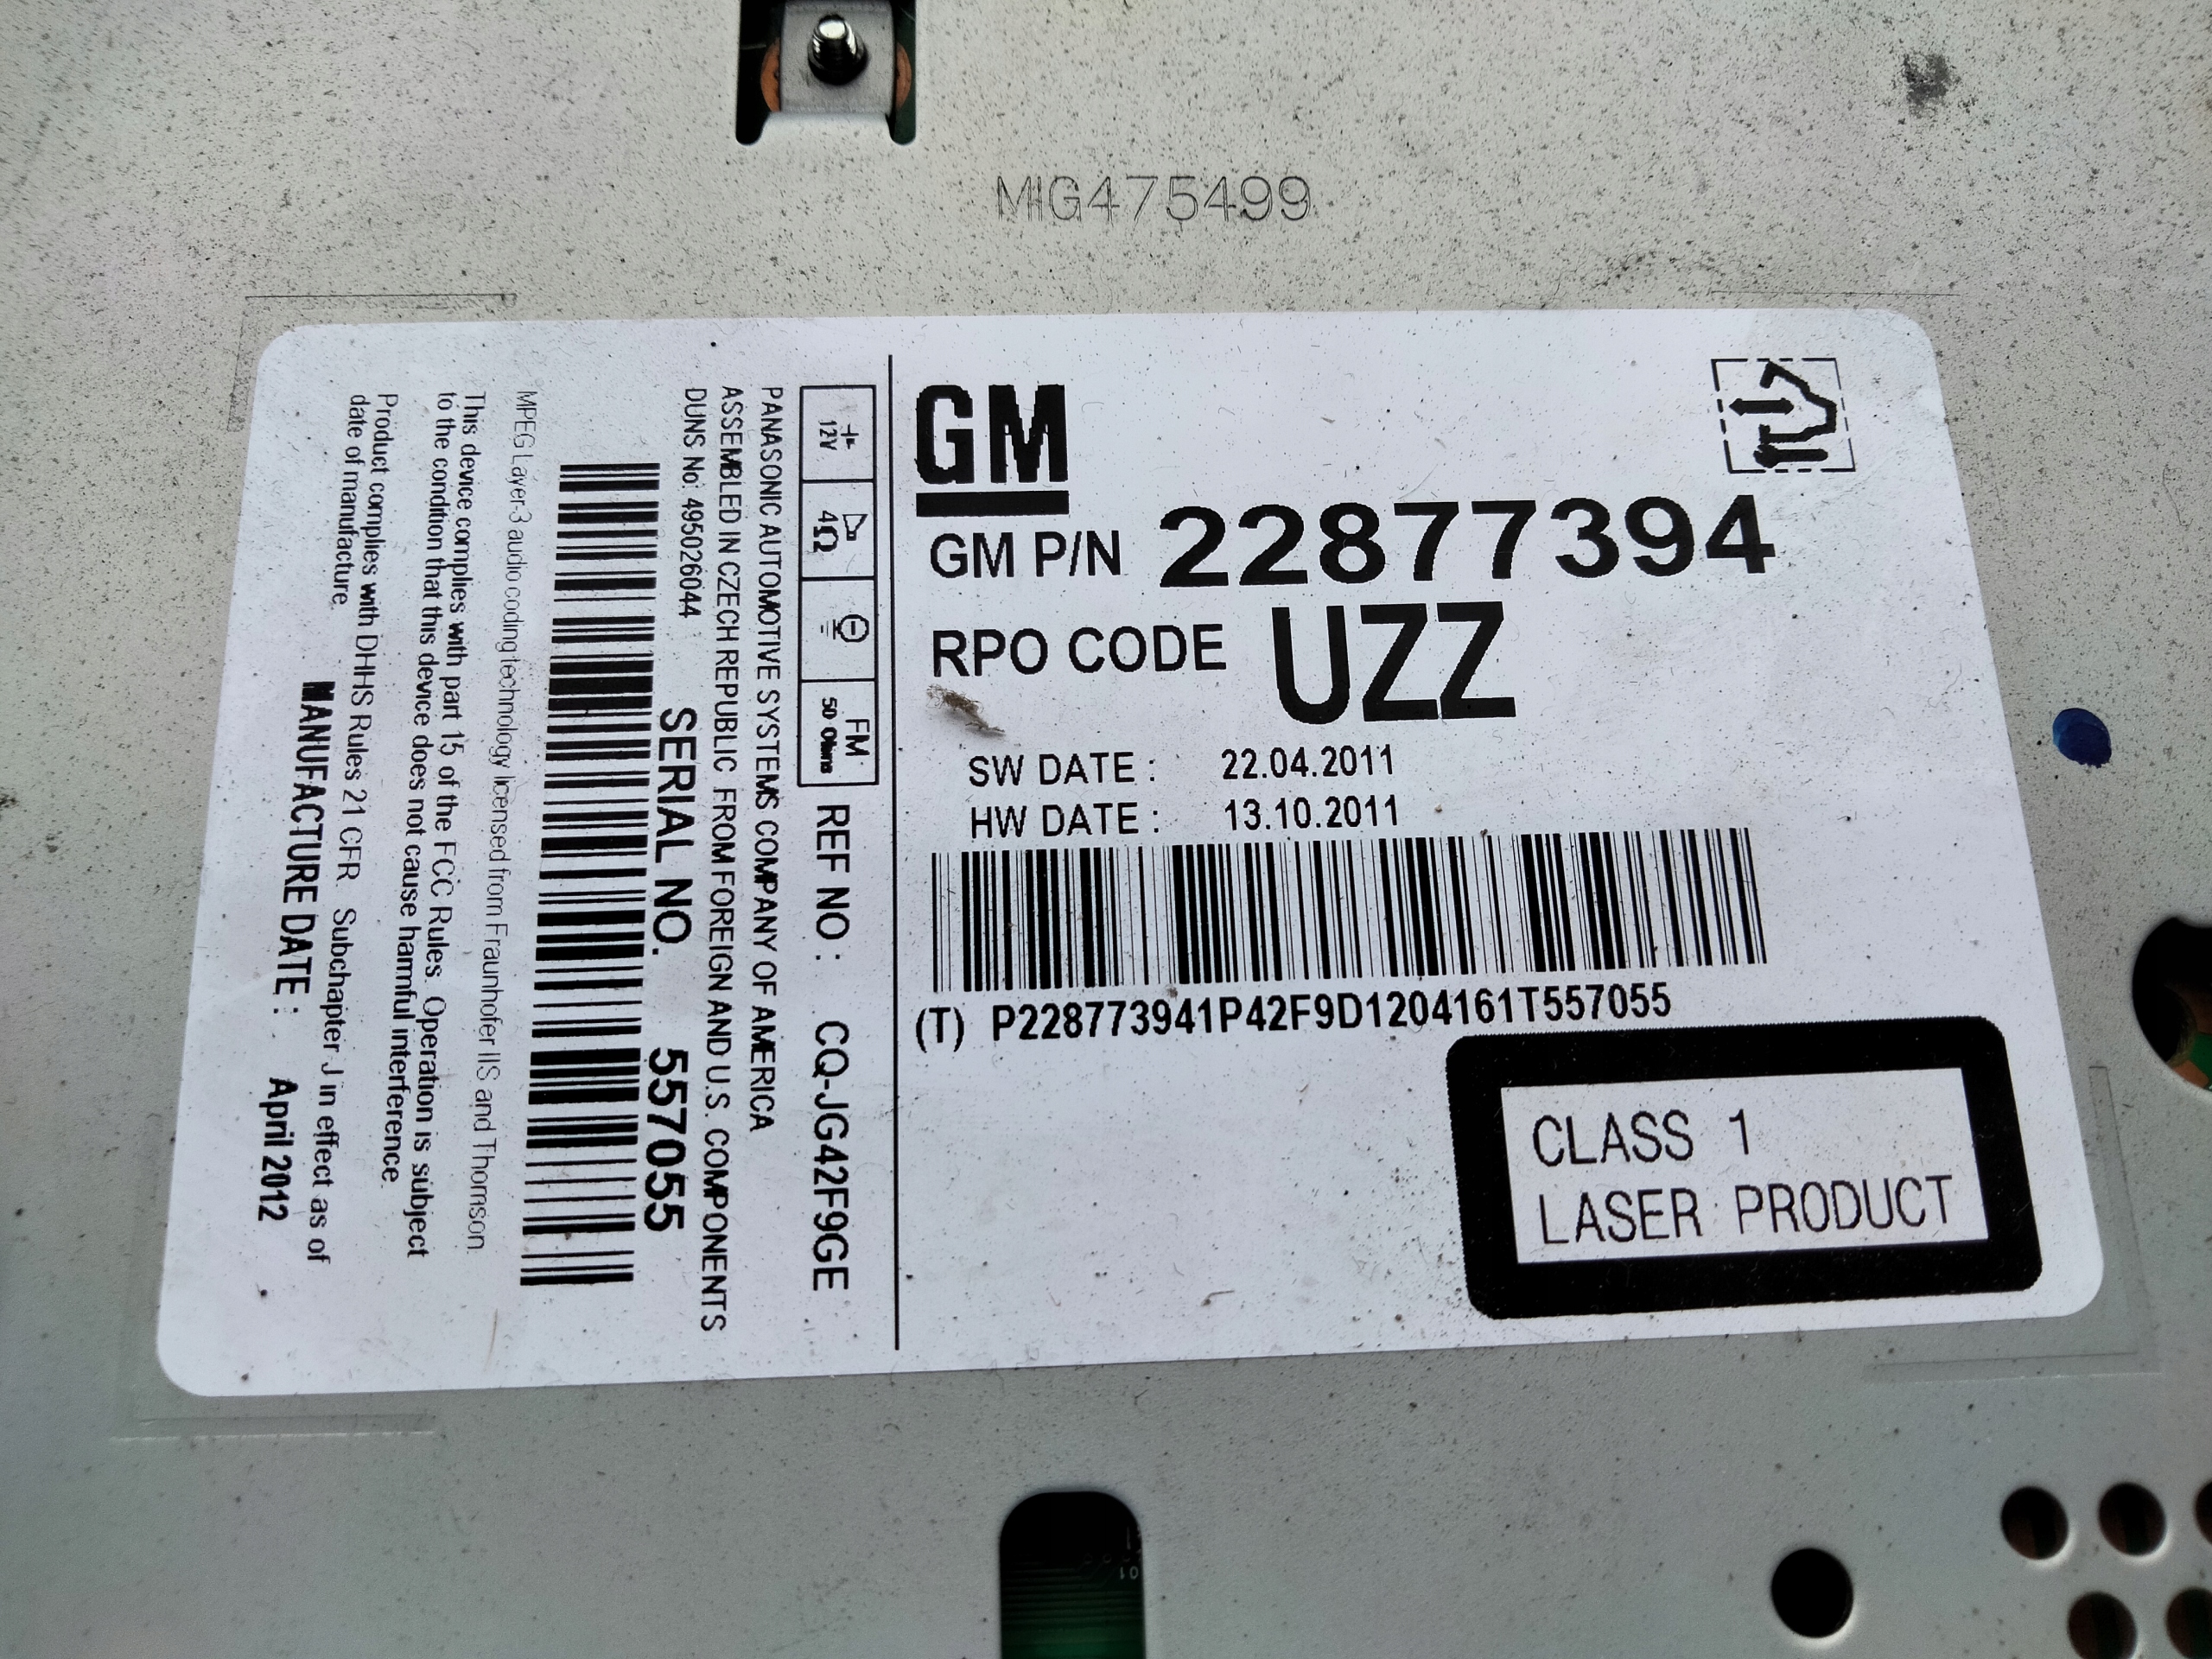 MIG475499
GM
GM P/N 22877394
RPO CODE UZZ
SW DATE : 22.04.2011
HW DATE : 13.10.2011
(T) P228773941P42F9D1204161T557055
CLASS 1
LASER PRODUCT
12V
4Ω
FM
50 Ohms
REF NO : CQ-JG42F9GE
PANASONIC AUTOMOTIVE SYSTEMS COMPANY OF AMERICA
ASSEMBLED IN CZECH REPUBLIC FROM FOREIGN AND U.S. COMPONENTS
DUNS No: 495026044
SERIAL NO. 557055
MPEG Layer-3 audio coding technology licensed from Fraunhofer IIS and Thomson.
This device complies with part 15 of the FCC Rules. Operation is subject
to the condition that this device does not cause harmful interference.
Product complies with DHHS Rules 21 CFR. Subchapter J in effect as of
date of manufacture.
MANUFACTURE DATE : April 2012